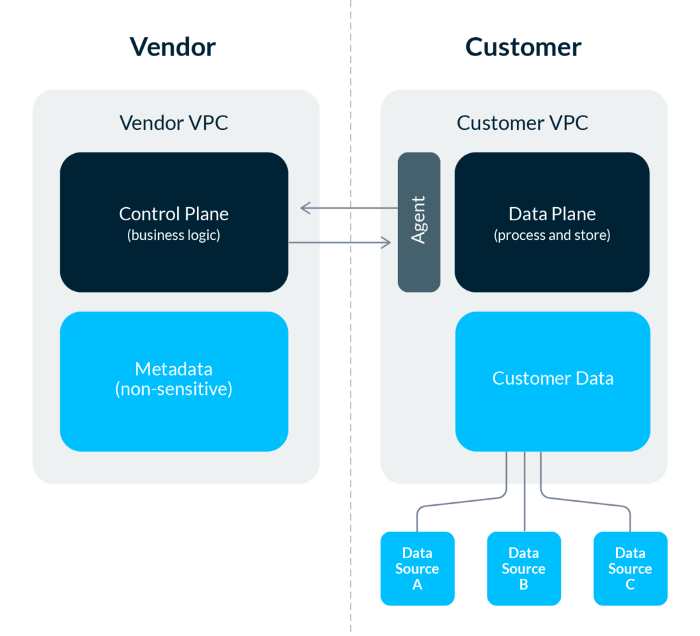 Vendor
Customer
Vendor VPC
Customer VPC
Control Plane
(business logic)
Agent
Data Plane
(process and store)
Metadata
(non-sensitive)
Customer Data
Data
Source
A
Data
Source
B
Data
Source
C